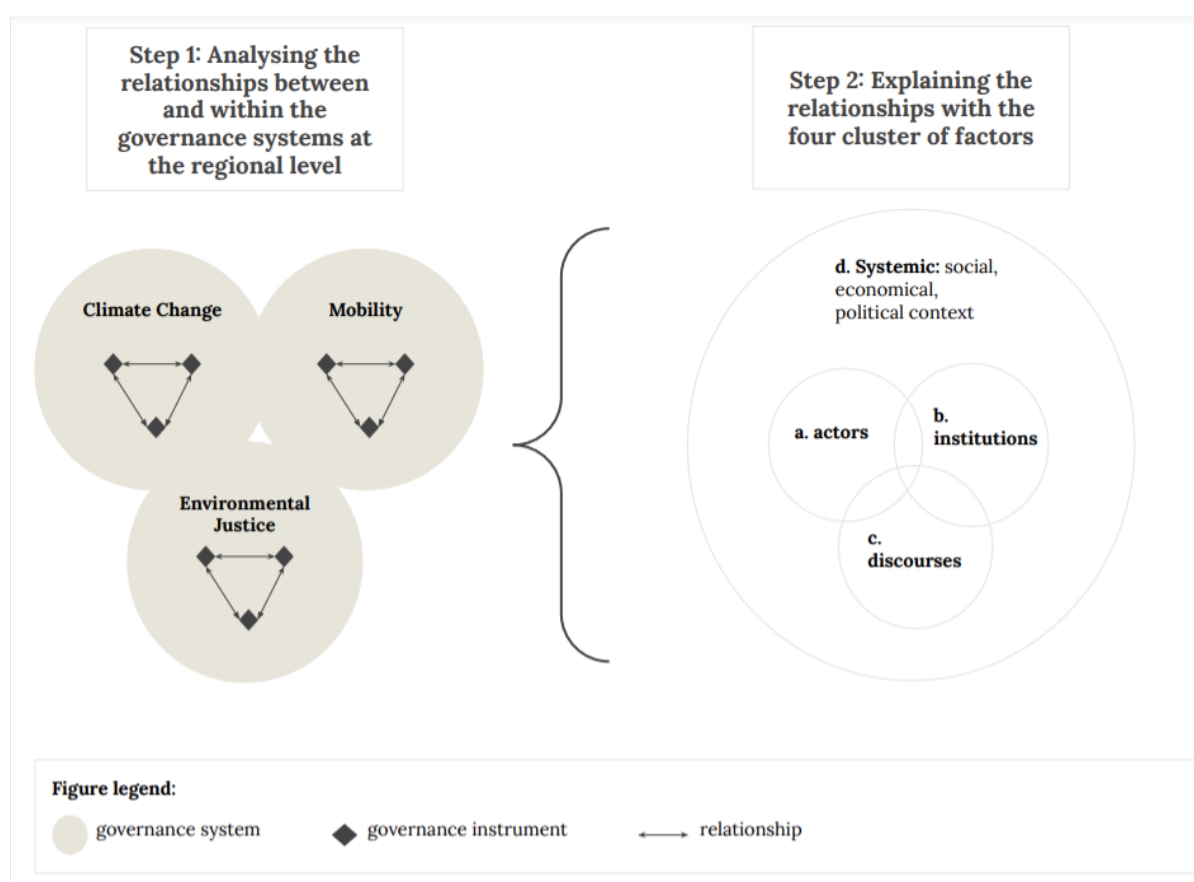 Step 1: Analysing the
relationships between
and within the
governance systems at
the regional level
Step 2: Explaining the
relationships with the
four cluster of factors
Climate Change
Mobility
Environmental
Justice
d. Systemic: social,
economical,
political context
a. actors
b.
institutions
c.
discourses
Figure legend:
governance system
governance instrument
relationship